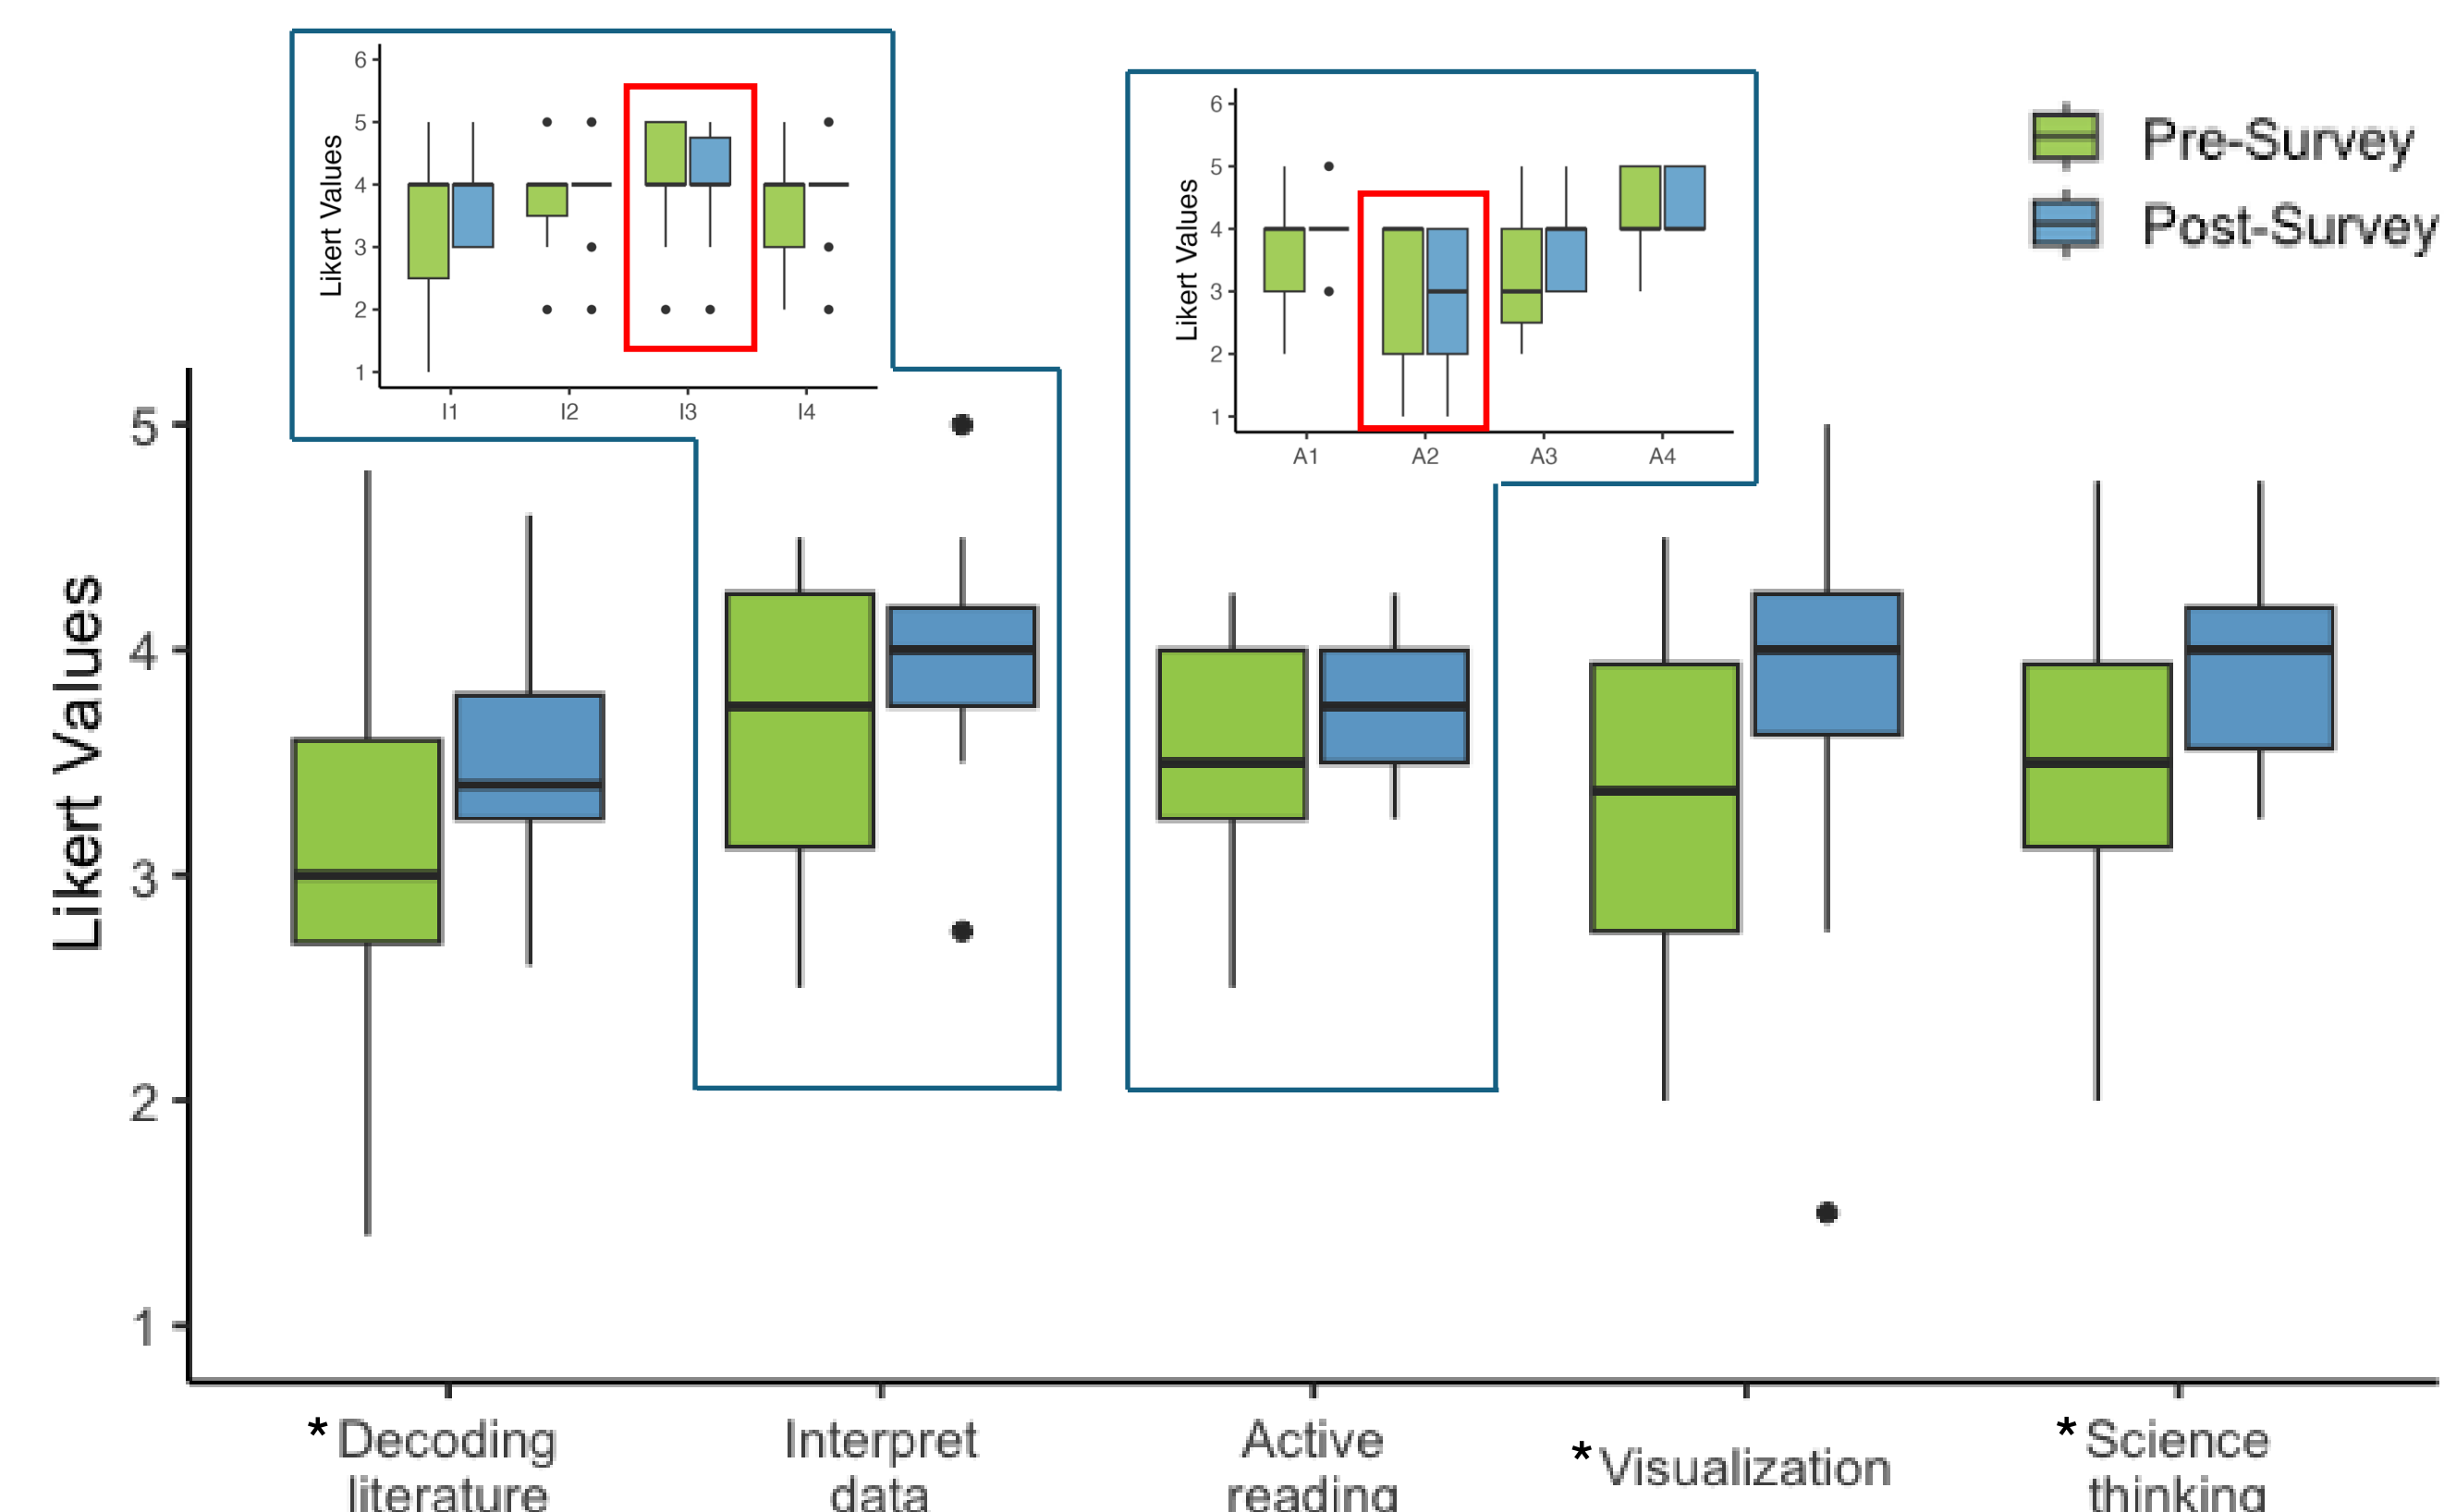 6
5
4
3
2
1
Likert Values
I1 I2 I3 I4
6
5
4
3
2
1
Likert Values
A1 A2 A3 A4
Pre-Survey
Post-Survey
5
4
3
2
1
Likert Values
* Decoding
literature
Interpret
data
Active
reading
* Visualization
* Science
thinking